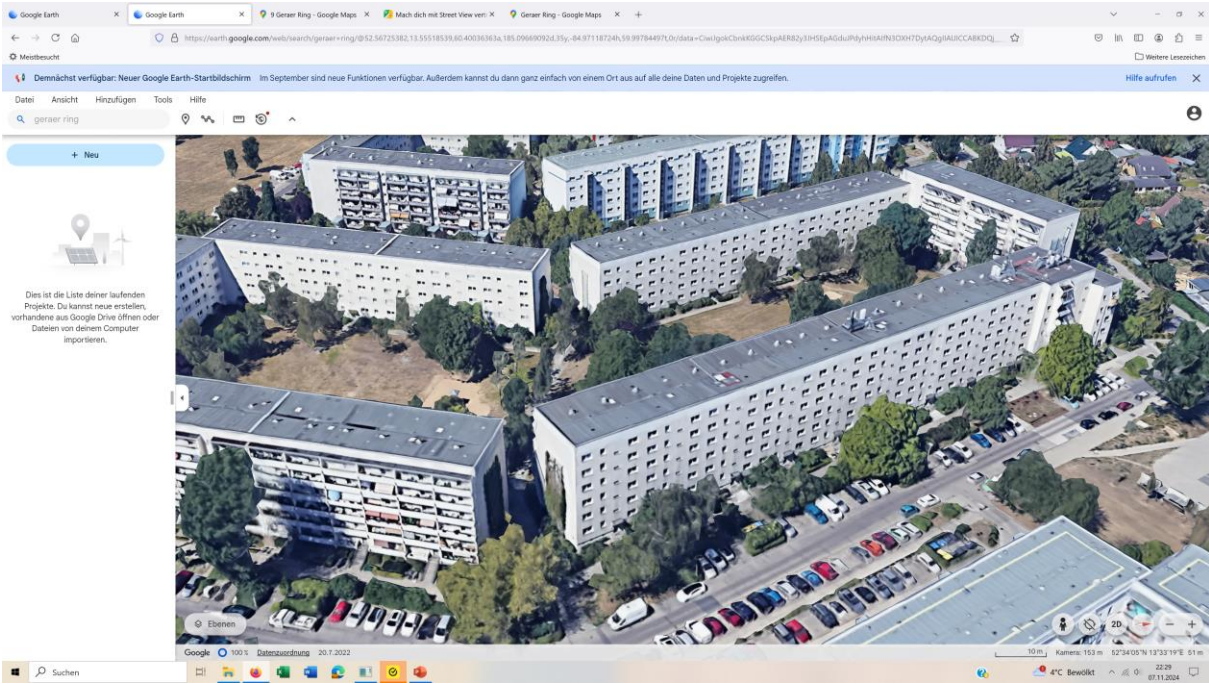 Google Earth
Google Earth
9 Geraer Ring - Google Maps
Mach dich mit Street View vert
Geraer Ring - Google Maps
Meistbesucht
Weitere Lesezeichen
Demnächst verfügbar: Neuer Google Earth-Startbildschirm Im September sind neue Funktionen verfügbar. Außerdem kannst du dann ganz einfach von einem Ort aus auf alle deine Daten und Projekte zugreifen.
Hilfe aufrufen
Datei Ansicht Hinzufügen Tools Hilfe
geraer ring
+ Neu
Dies ist die Liste deiner laufenden
Projekte. Du kannst neue erstellen,
vorhandene aus Google Drive öffnen oder
Dateien von deinem Computer
importieren.
Ebenen
2D
Google 100 % Datenzuordnung 20.7.2022
10 m Kamera: 153 m 52°34'05"N 13°33'19"E 51 m
Suchen
4°C Bewölkt
22:29
07.11.2024